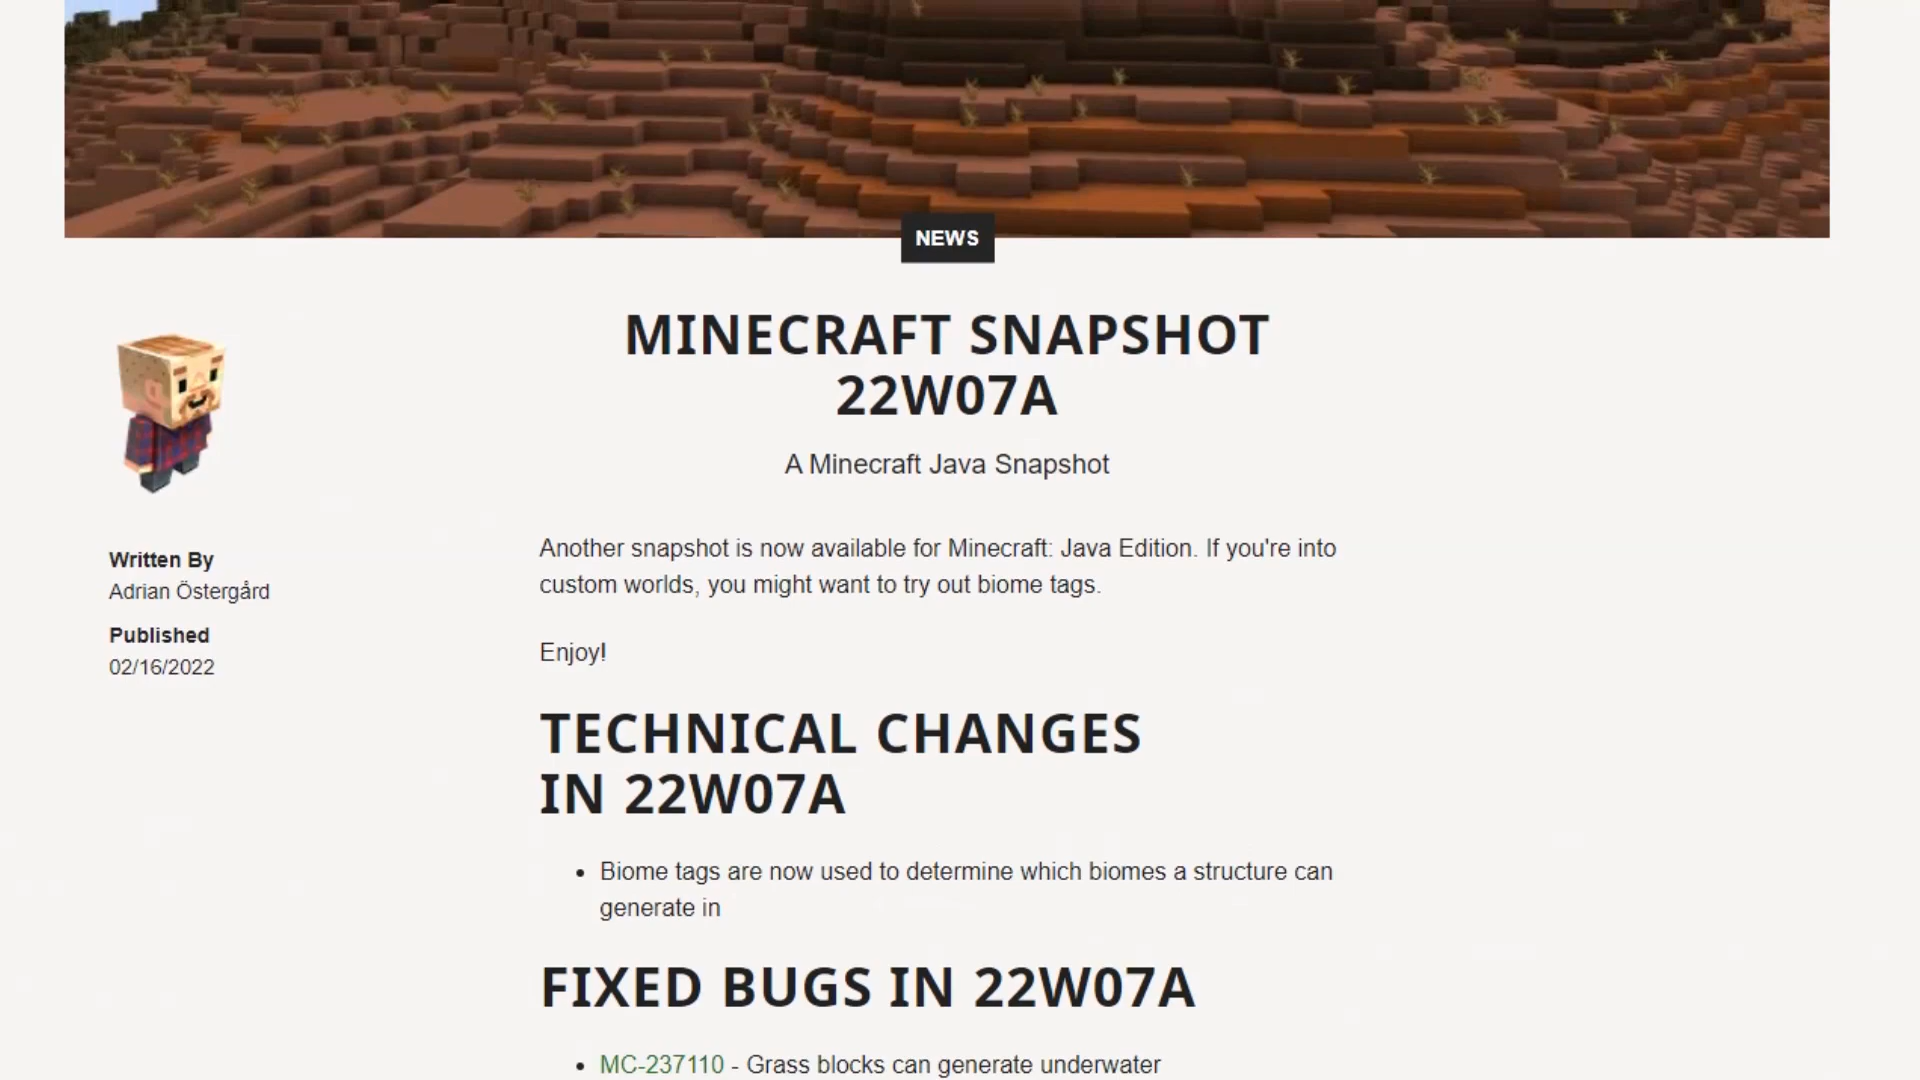 NEWS
MINECRAFT SNAPSHOT
22W07A
A Minecraft Java Snapshot
Written By
Adrian Östergård
Published
02/16/2022
Another snapshot is now available for Minecraft: Java Edition. If you're into
custom worlds, you might want to try out biome tags.
Enjoy!
TECHNICAL CHANGES
IN 22W07A
• Biome tags are now used to determine which biomes a structure can
generate in
FIXED BUGS IN 22W07A
• MC-237110 - Grass blocks can generate underwater